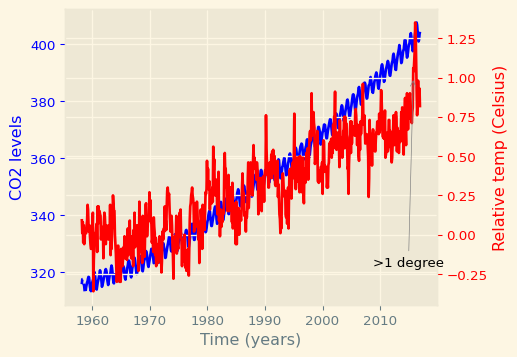 400
380
360
340
320
CO2 levels
1.25
1.00
0.75
0.50
0.25
0.00
−0.25
Relative temp (Celsius)
>1 degree
1960 1970 1980 1990 2000 2010
Time (years)